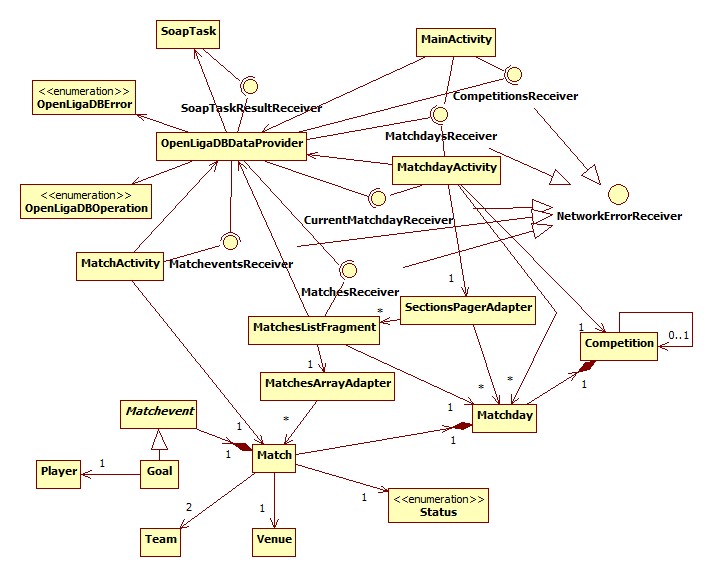 SoapTask
MainActivity
SoapTaskResultReceiver
CompetitionsReceiver
<<enumeration>>
OpenLigaDBError
OpenLigaDBDataProvider
MatchdaysReceiver
MatchdayActivity
<<enumeration>>
OpenLigaDBOperation
CurrentMatchdayReceiver
NetworkErrorReceiver
MatchActivity
MatcheventsReceiver
MatchesReceiver
1
SectionsPagerAdapter
*
MatchesListFragment
1
Competition
0..1
1
MatchesArrayAdapter
1
*
*
Matchevent
*
1
Matchday
1
1
Match
Player
1
Goal
1
<<enumeration>>
Status
2
1
Team
Venue